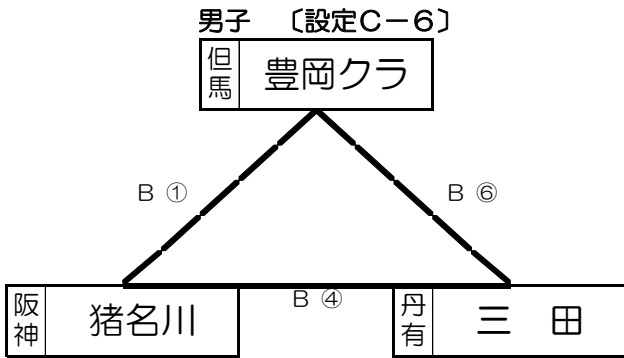 男子　〔設定C－6〕
但馬　豊岡クラ
B ①
B ⑥
B ④
阪神　猪名川
丹有　三　田